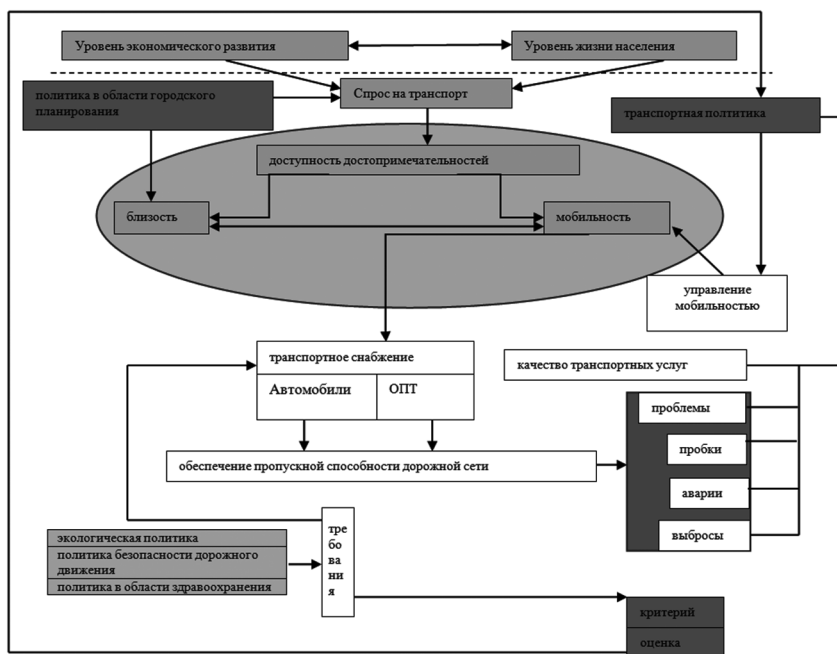 Уровень экономического развития
Уровень жизни населения
Спрос на транспорт
политика в области городского
планирования
транспортная полтитика
доступность достопримечательностей
близость
мобильность
управление
мобильностью
транспортное снабжение
Автомобили
ОПТ
качество транспортных услуг
проблемы
пробки
аварии
выбросы
обеспечение пропускной способности дорожной сети
экологическая политика
политика безопасности дорожного
движения
политика в области здравоохранения
тре
бо
ва
ни
я
критерий
оценка